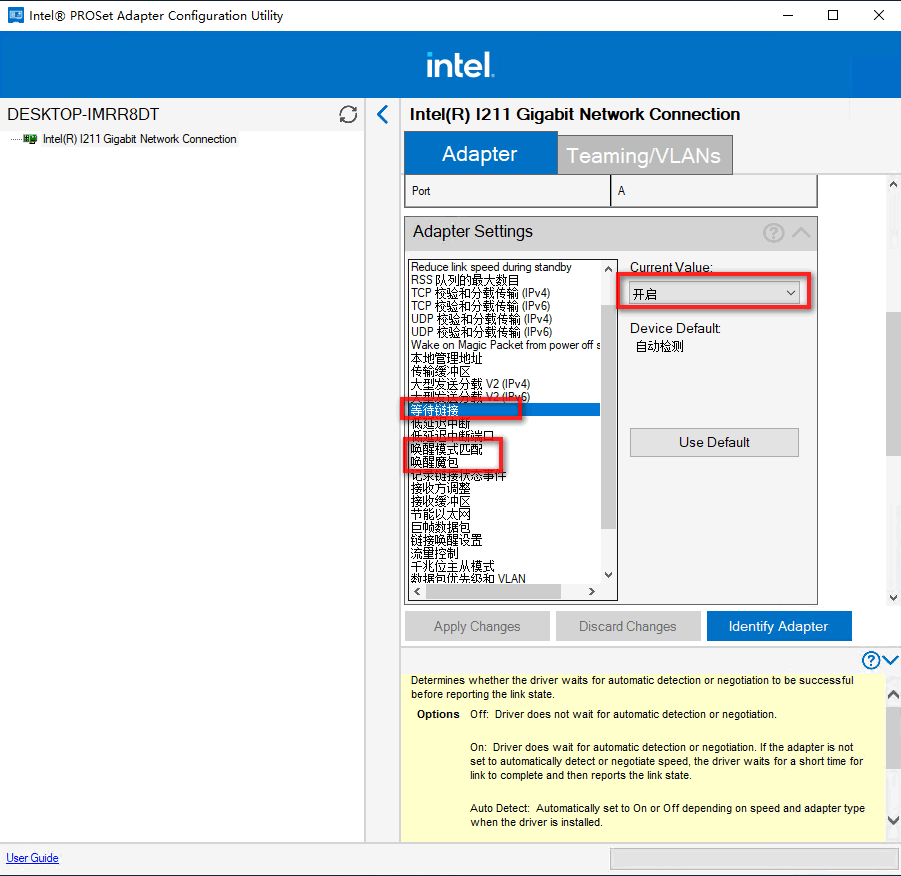 Intel® PROSet Adapter Configuration Utility
intel.
DESKTOP-IMRR8DT
Intel(R) I211 Gigabit Network Connection
Intel(R) I211 Gigabit Network Connection
Adapter
Teaming/VLANs
Port
A
Adapter Settings
Reduce link speed during standby
RSS 队列的最大数目
TCP 校验和分载传输 (IPv4)
TCP 校验和分载传输 (IPv6)
UDP 校验和分载传输 (IPv4)
UDP 校验和分载传输 (IPv6)
Wake on Magic Packet from power off s
本地管理地址
传输缓冲区
大型发送分载 V2 (IPv4)
大型发送分载 V2 (IPv6)
等待链接
低延迟中断
低延迟中断端口
唤醒模式匹配
唤醒魔包
记录链接状态事件
接收方调整
接收缓冲区
节能以太网
巨帧数据包
链接唤醒设置
流量控制
千兆位主从模式
数据包优先级和 VLAN
Current Value:
开启
Device Default:
自动检测
Use Default
Apply Changes
Discard Changes
Identify Adapter
Determines whether the driver waits for automatic detection or negotiation to be successful
before reporting the link state.
Options Off: Driver does not wait for automatic detection or negotiation.
On: Driver does wait for automatic detection or negotiation. If the adapter is not
set to automatically detect or negotiate speed, the driver waits for a short time for
link to complete and then reports the link state.
Auto Detect: Automatically set to On or Off depending on speed and adapter type
when the driver is installed.
User Guide